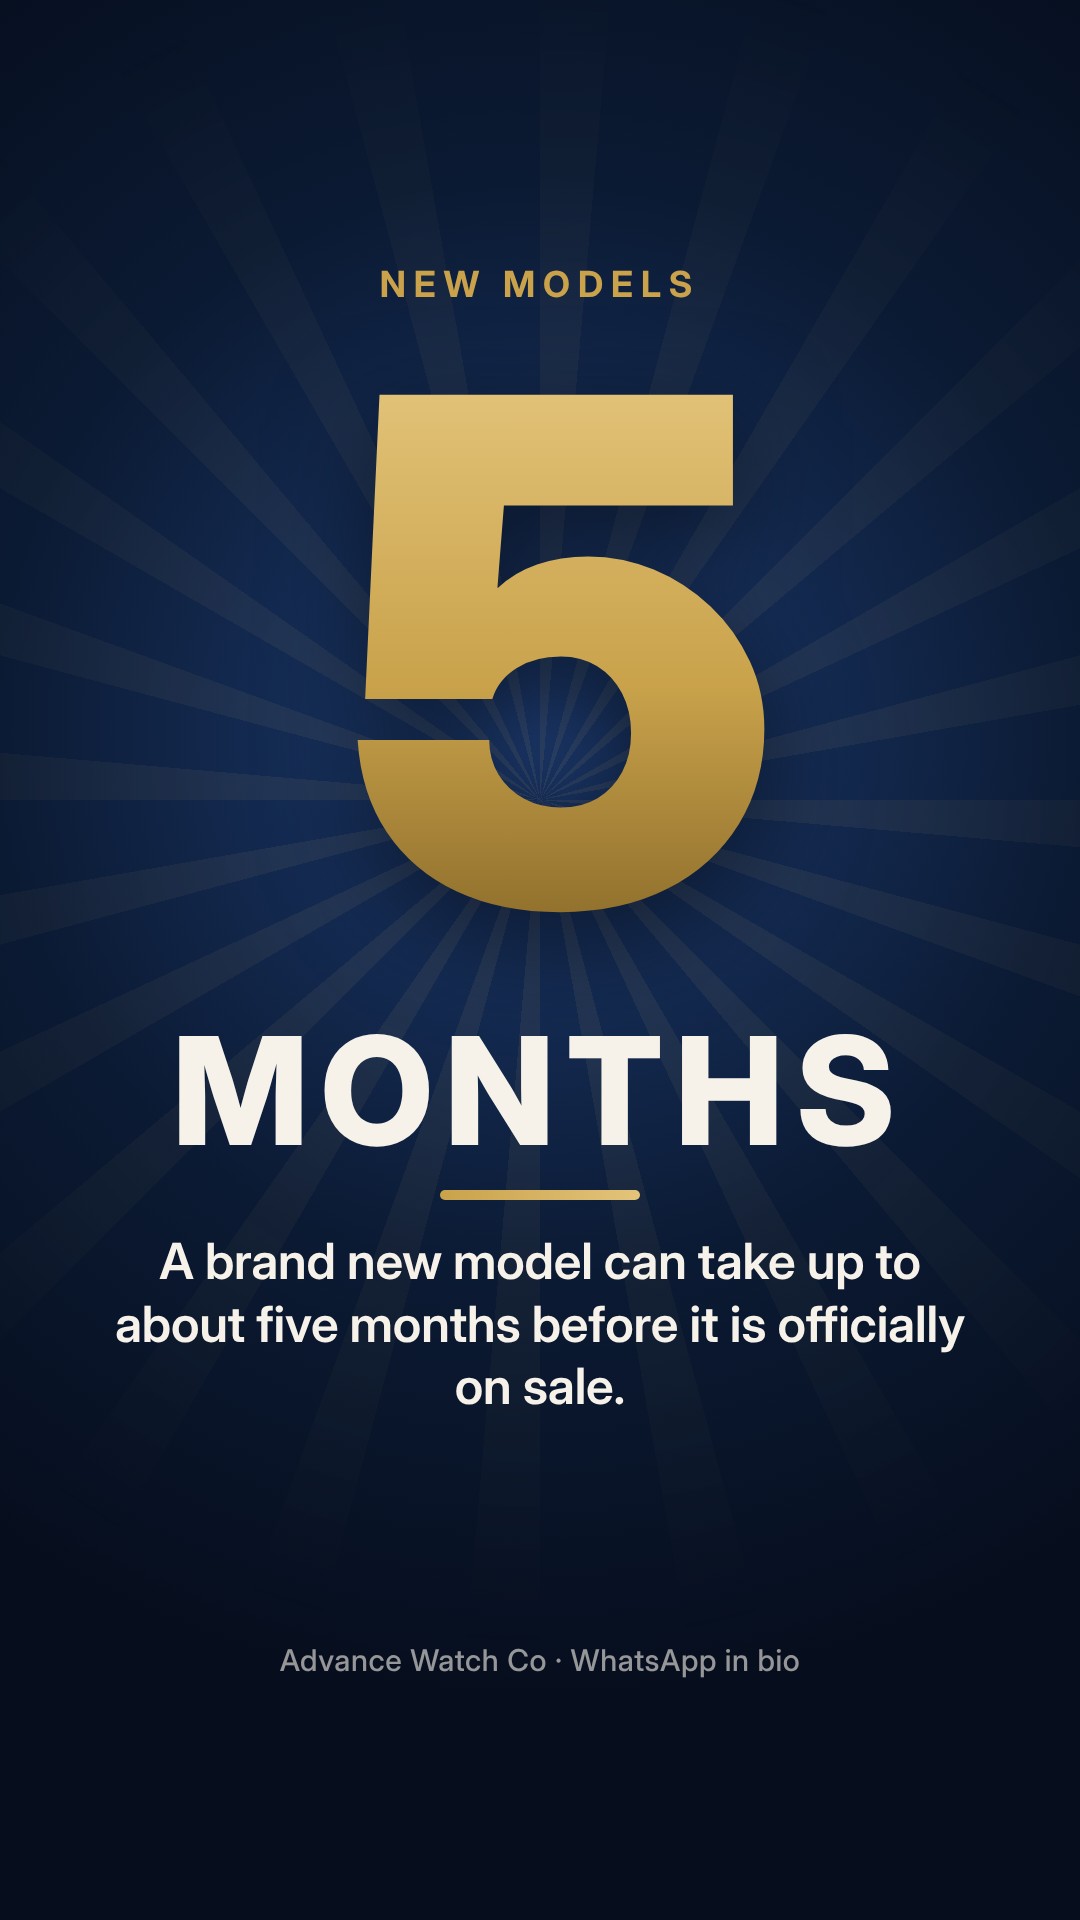 NEW MODELS
5
MONTHS
A brand new model can take up to
about five months before it is officially
on sale.
Advance Watch Co · WhatsApp in bio